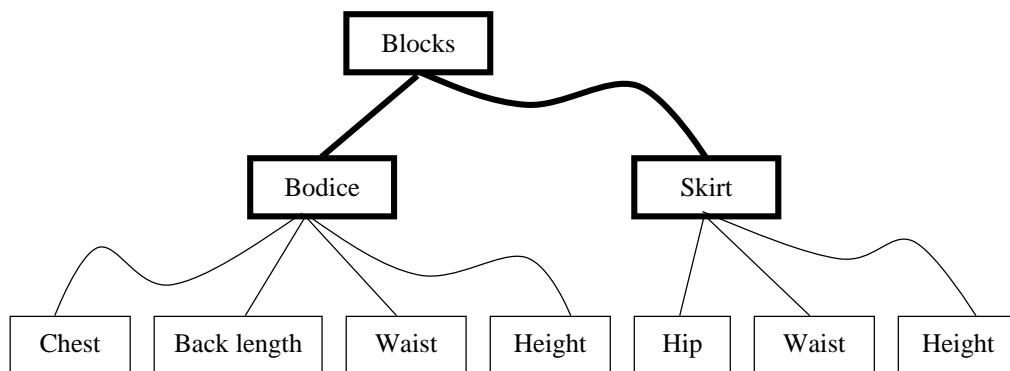 Blocks
Bodice
Skirt
Chest
Back length
Waist
Height
Hip
Waist
Height